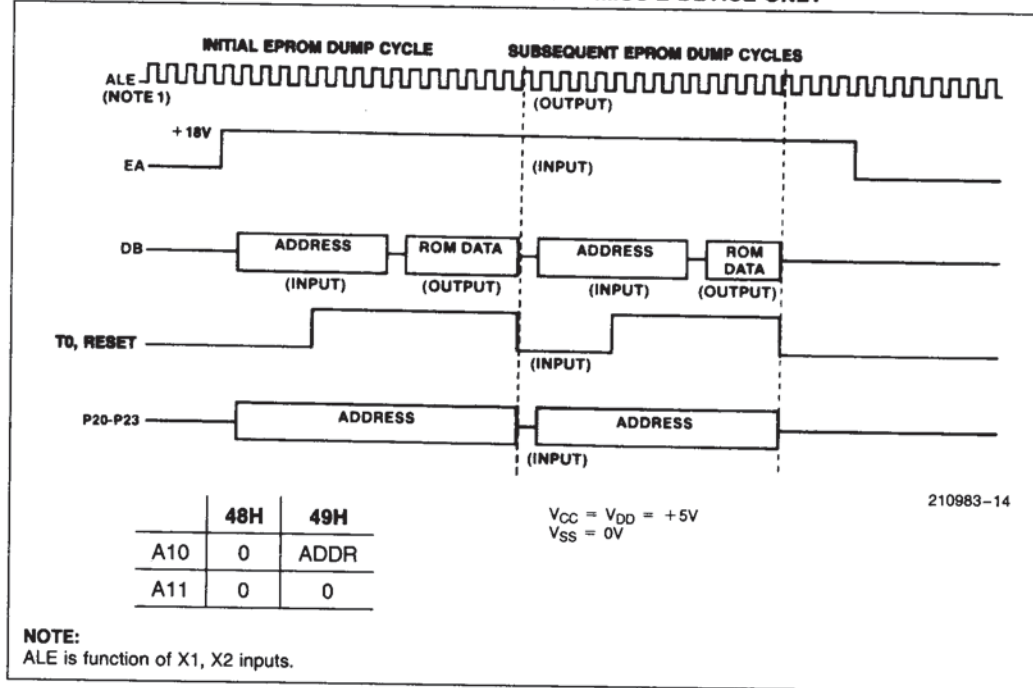 INITIAL EPROM DUMP CYCLE SUBSEQUENT EPROM DUMP CYCLES
ALE
(NOTE 1)
(OUTPUT)
+18V
EA
(INPUT)
DB
ADDRESS ROM DATA ADDRESS ROM
DATA
(INPUT) (OUTPUT) (INPUT) (OUTPUT)
T0, RESET
(INPUT)
P20-P23
ADDRESS ADDRESS
(INPUT)
210983-14
48H 49H
A10 0 ADDR
A11 0 0
VCC = VDD = +5V
VSS = 0V
NOTE:
ALE is function of X1, X2 inputs.